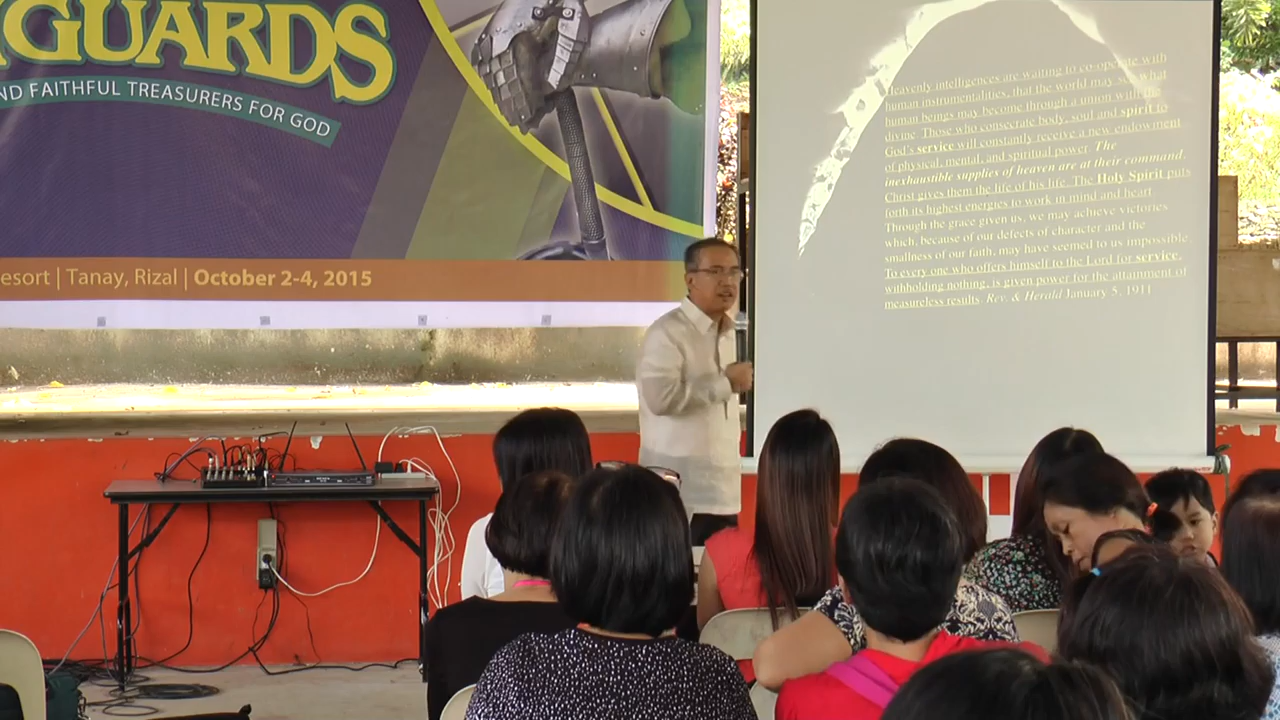 GUARDS
ND FAITHFUL TREASURERS FOR GOD
esort | Tanay, Rizal | October 2-4, 2015
heavenly intelligences are waiting to co-operate with
human instrumentalities, that the world may see what
human beings may become through a union with the
divine. Those who consecrate body, soul and spirit to
God's service will constantly receive a new endowment
of physical, mental, and spiritual power. The
inexhaustible supplies of heaven are at their command.
Christ gives them the life of his life. The Holy Spirit puts
forth its highest energies to work in mind and heart.
Through the grace given us, we may achieve victories
which, because of our defects of character and the
smallness of our faith, may have seemed to us impossible.
To every one who offers himself to the Lord for service,
withholding nothing, is given power for the attainment of
measureless results. Rev. & Herald January 5, 1911